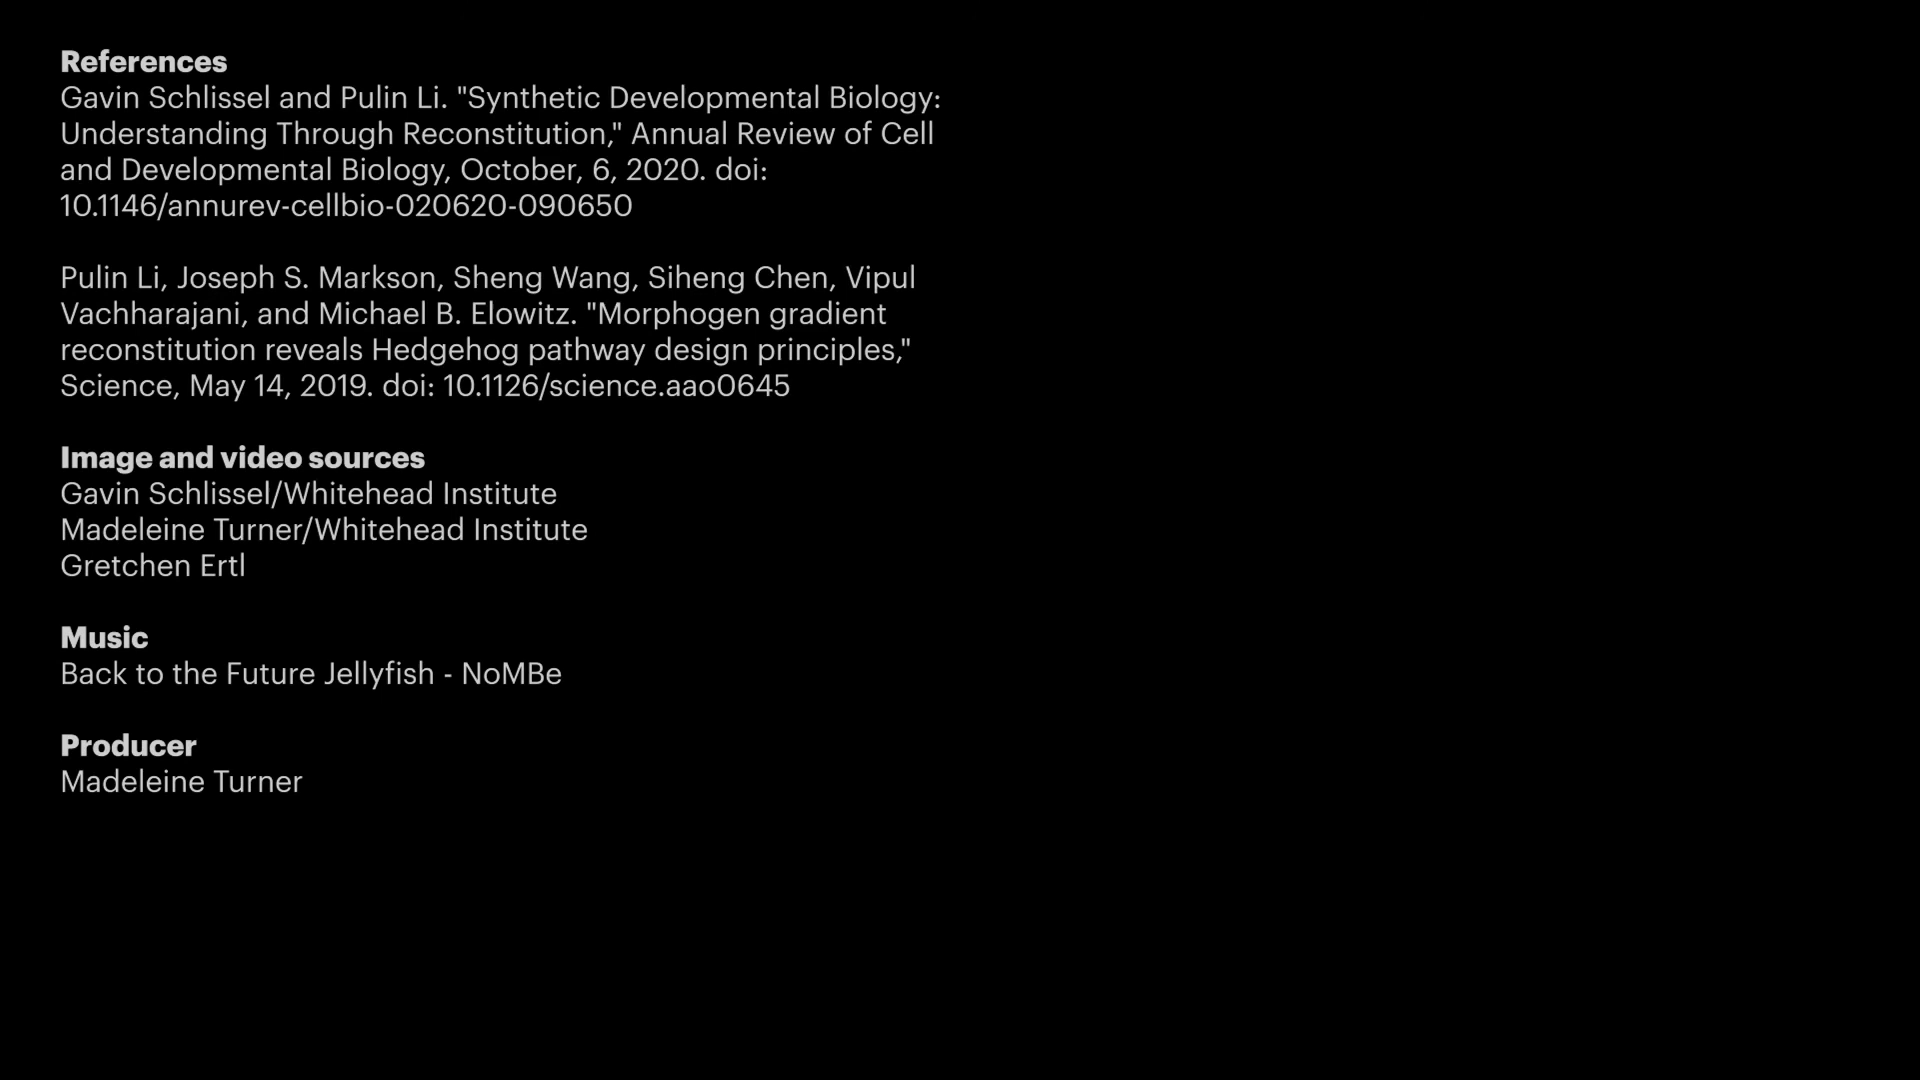 References
Gavin Schlissel and Pulin Li. "Synthetic Developmental Biology:
Understanding Through Reconstitution," Annual Review of Cell
and Developmental Biology, October, 6, 2020. doi:
10.1146/annurev-cellbio-020620-090650
Pulin Li, Joseph S. Markson, Sheng Wang, Siheng Chen, Vipul
Vachharajani, and Michael B. Elowitz. "Morphogen gradient
reconstitution reveals Hedgehog pathway design principles,"
Science, May 14, 2019. doi: 10.1126/science.aao0645
Image and video sources
Gavin Schlissel/Whitehead Institute
Madeleine Turner/Whitehead Institute
Gretchen Ertl
Music
Back to the Future Jellyfish - NoMBe
Producer
Madeleine Turner